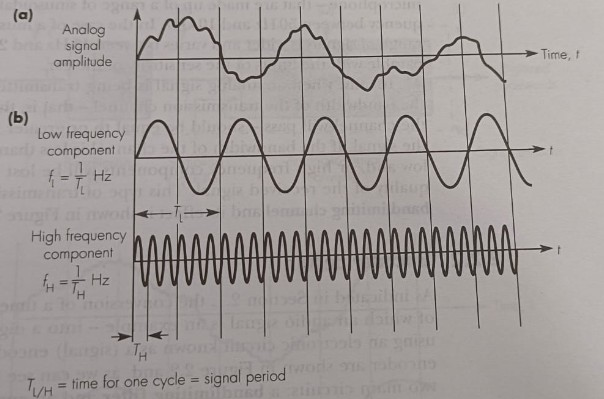 (a)
Analog
signal
amplitude
Time, t
(b)
Low frequency
component
f_l = 1/T_L Hz
t
T_L
High frequency
component
f_H = 1/T_H Hz
t
T_H
T_L/H = time for one cycle = signal period